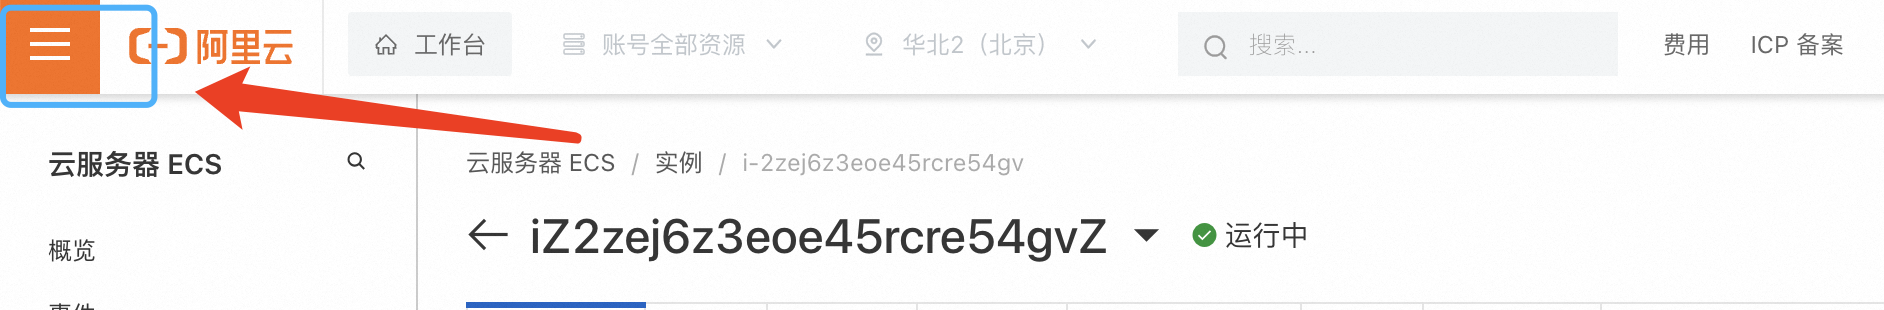 阿里云 工作台 账号全部资源 华北2（北京） 搜索... 费用 ICP 备案
云服务器 ECS
云服务器 ECS / 实例 / i-2zej6z3eoe45rcre54gv
iZ2zej6z3eoe45rcre54gvZ 运行中
概览
事件